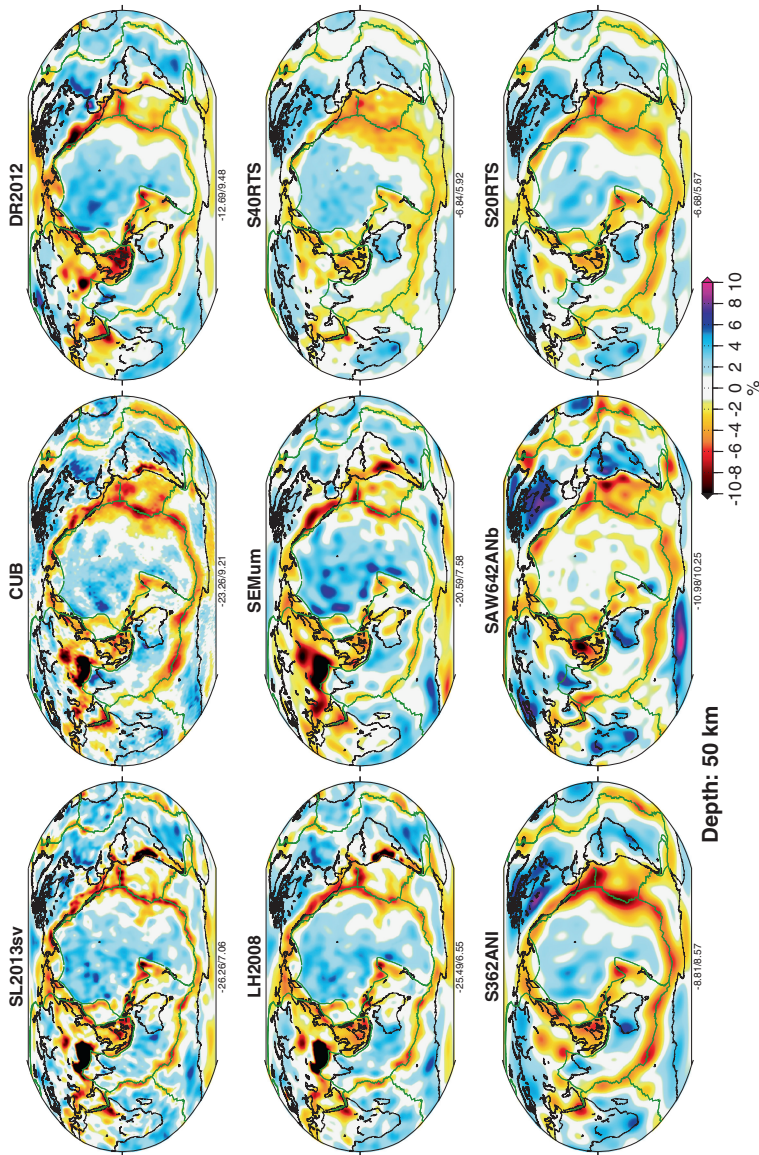 SL2013sv
CUB
DR2012
-26.26/7.06
-23.26/9.21
-12.69/9.48
LH2008
SEMum
S40RTS
-25.49/6.55
-20.59/7.58
-6.84/5.92
S362ANI
SAW642ANb
S20RTS
-8.81/8.57
-10.98/10.25
-6.68/5.67
Depth: 50 km
-10 -8 -6 -4 -2 0 2 4 6 8 10
%